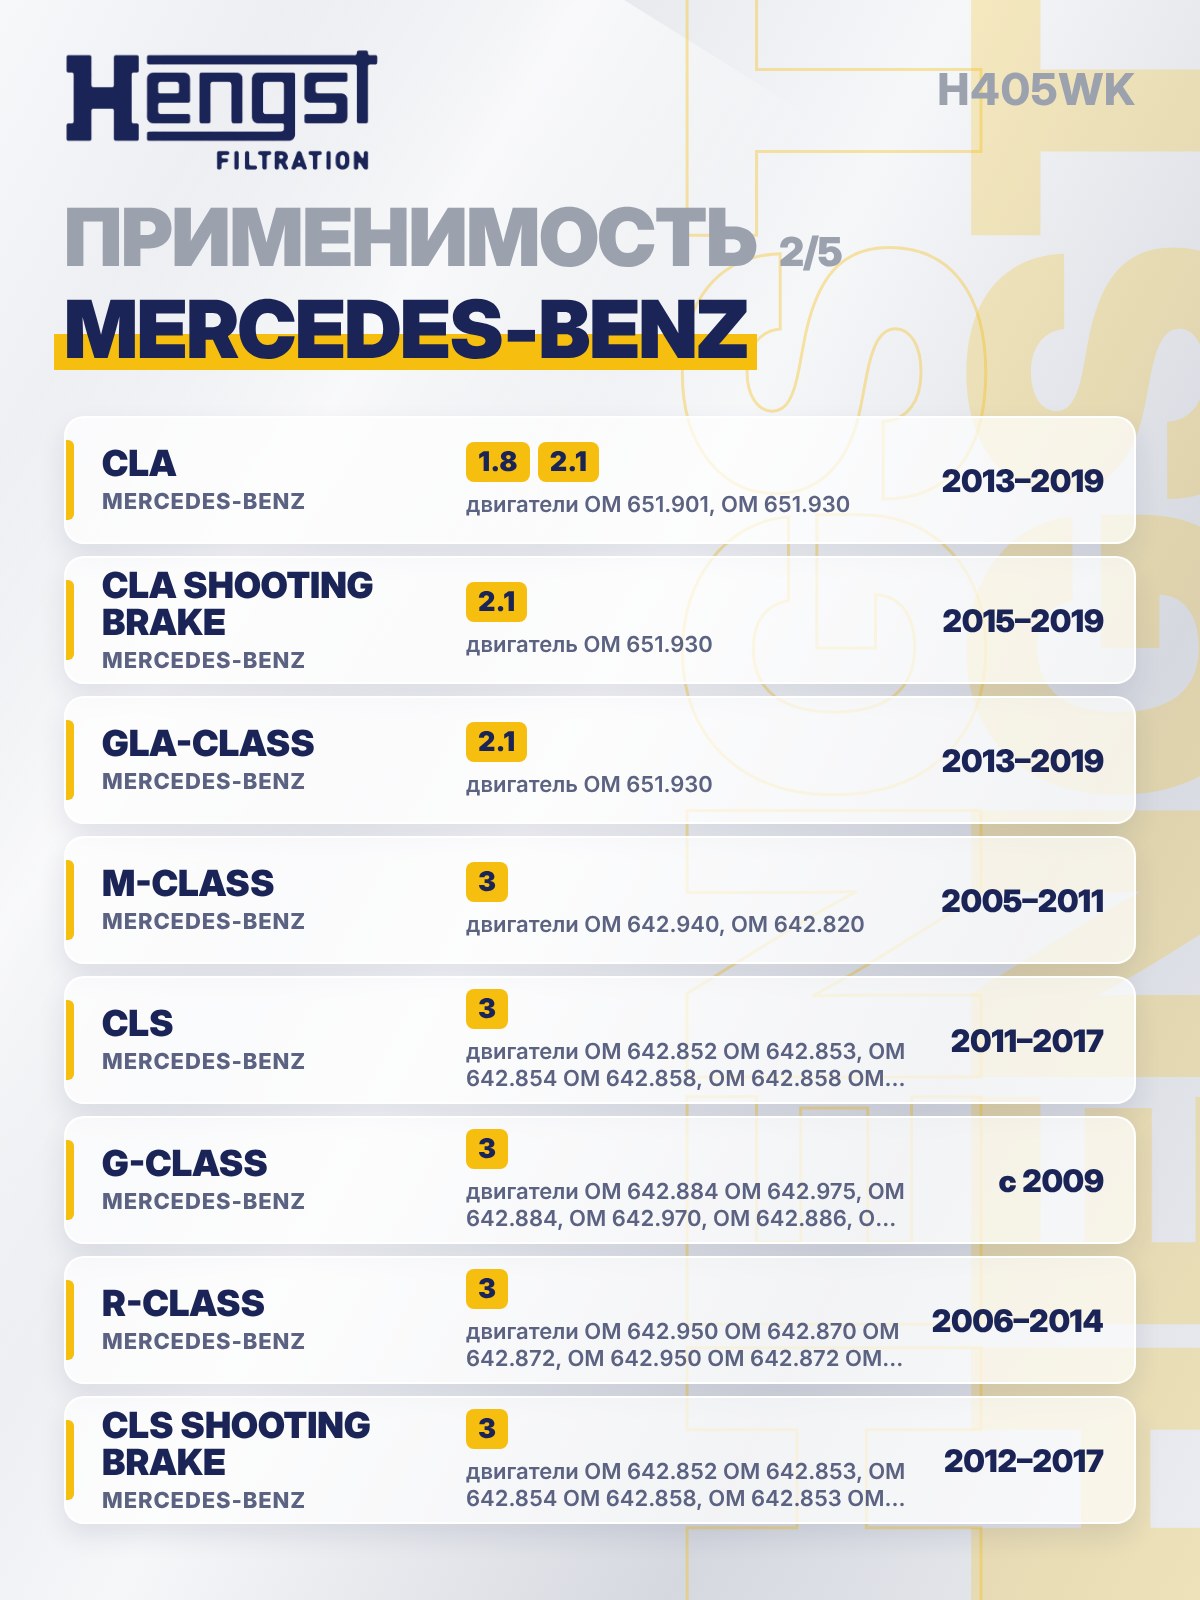 Hengst
FILTRATION
H405WK
ПРИМЕНИМОСТЬ 2/5
MERCEDES-BENZ
CLA
MERCEDES-BENZ
1.8 2.1
двигатели OM 651.901, OM 651.930
2013–2019
CLA SHOOTING
BRAKE
MERCEDES-BENZ
2.1
двигатель OM 651.930
2015–2019
GLA-CLASS
MERCEDES-BENZ
2.1
двигатель OM 651.930
2013–2019
M-CLASS
MERCEDES-BENZ
3
двигатели OM 642.940, OM 642.820
2005–2011
CLS
MERCEDES-BENZ
3
двигатели OM 642.852 OM 642.853, OM
642.854 OM 642.858, OM 642.858 OM...
2011–2017
G-CLASS
MERCEDES-BENZ
3
двигатели OM 642.884 OM 642.975, OM
642.884, OM 642.970, OM 642.886, O...
с 2009
R-CLASS
MERCEDES-BENZ
3
двигатели OM 642.950 OM 642.870 OM
642.872, OM 642.950 OM 642.872 OM...
2006–2014
CLS SHOOTING
BRAKE
MERCEDES-BENZ
3
двигатели OM 642.852 OM 642.853, OM
642.854 OM 642.858, OM 642.853 OM...
2012–2017
HENGST
HENGST